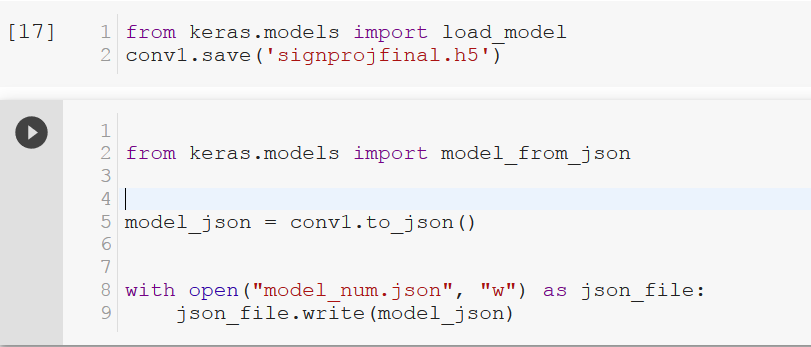 [17] 1 from keras.models import load_model
2 conv1.save('signprojfinal.h5')
1
2 from keras.models import model_from_json
3
4
5 model_json = conv1.to_json()
6
7
8 with open("model_num.json", "w") as json_file:
9     json_file.write(model_json)